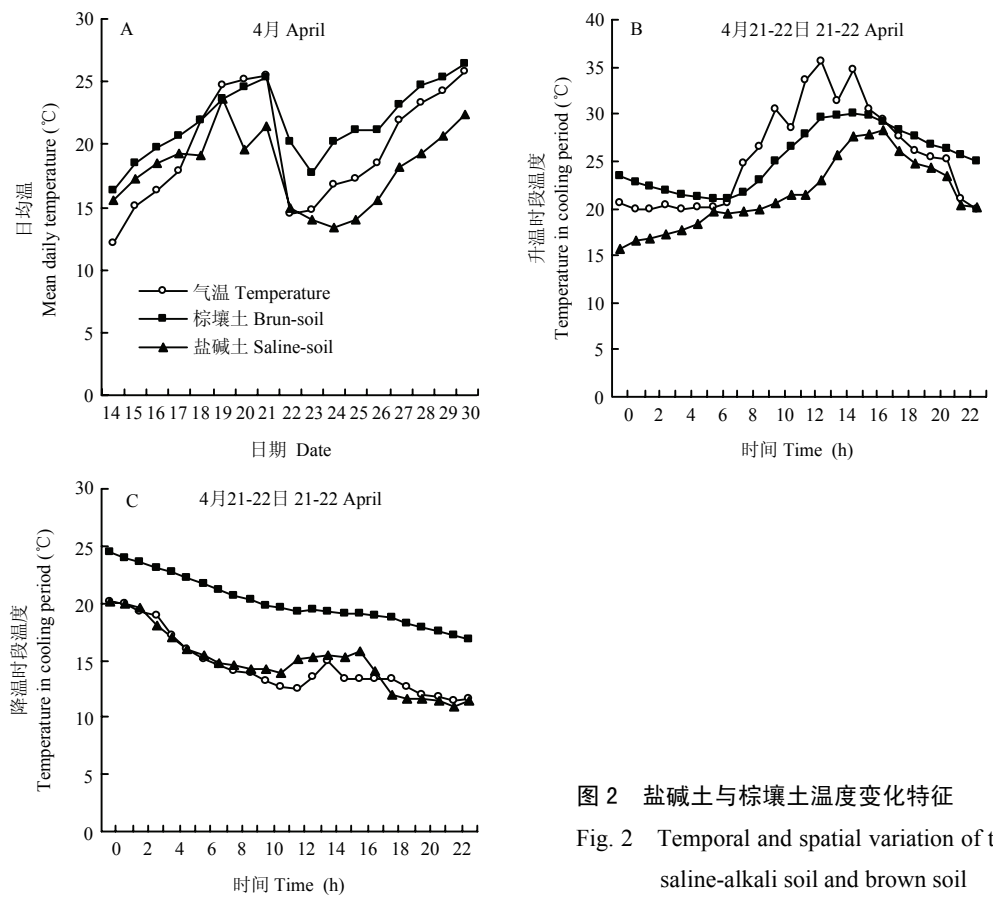 30
25
20
15
10
5
0
A
4月 April
日均温
Mean daily temperature (℃)
气温 Temperature
棕壤土 Brun-soil
盐碱土 Saline-soil
14 15 16 17 18 19 20 21 22 23 24 25 26 27 28 29 30
日期 Date
40
35
30
25
20
15
10
5
0
B
4月21-22日 21-22 April
升温时段温度
Temperature in cooling period (℃)
0 2 4 6 8 10 12 14 16 18 20 22
时间 Time (h)
30
25
20
15
10
5
0
C
4月21-22日 21-22 April
降温时段温度
Temperature in cooling period (℃)
0 2 4 6 8 10 12 14 16 18 20 22
时间 Time (h)
图 2 盐碱土与棕壤土温度变化特征
Fig. 2 Temporal and spatial variation of t
saline-alkali soil and brown soil